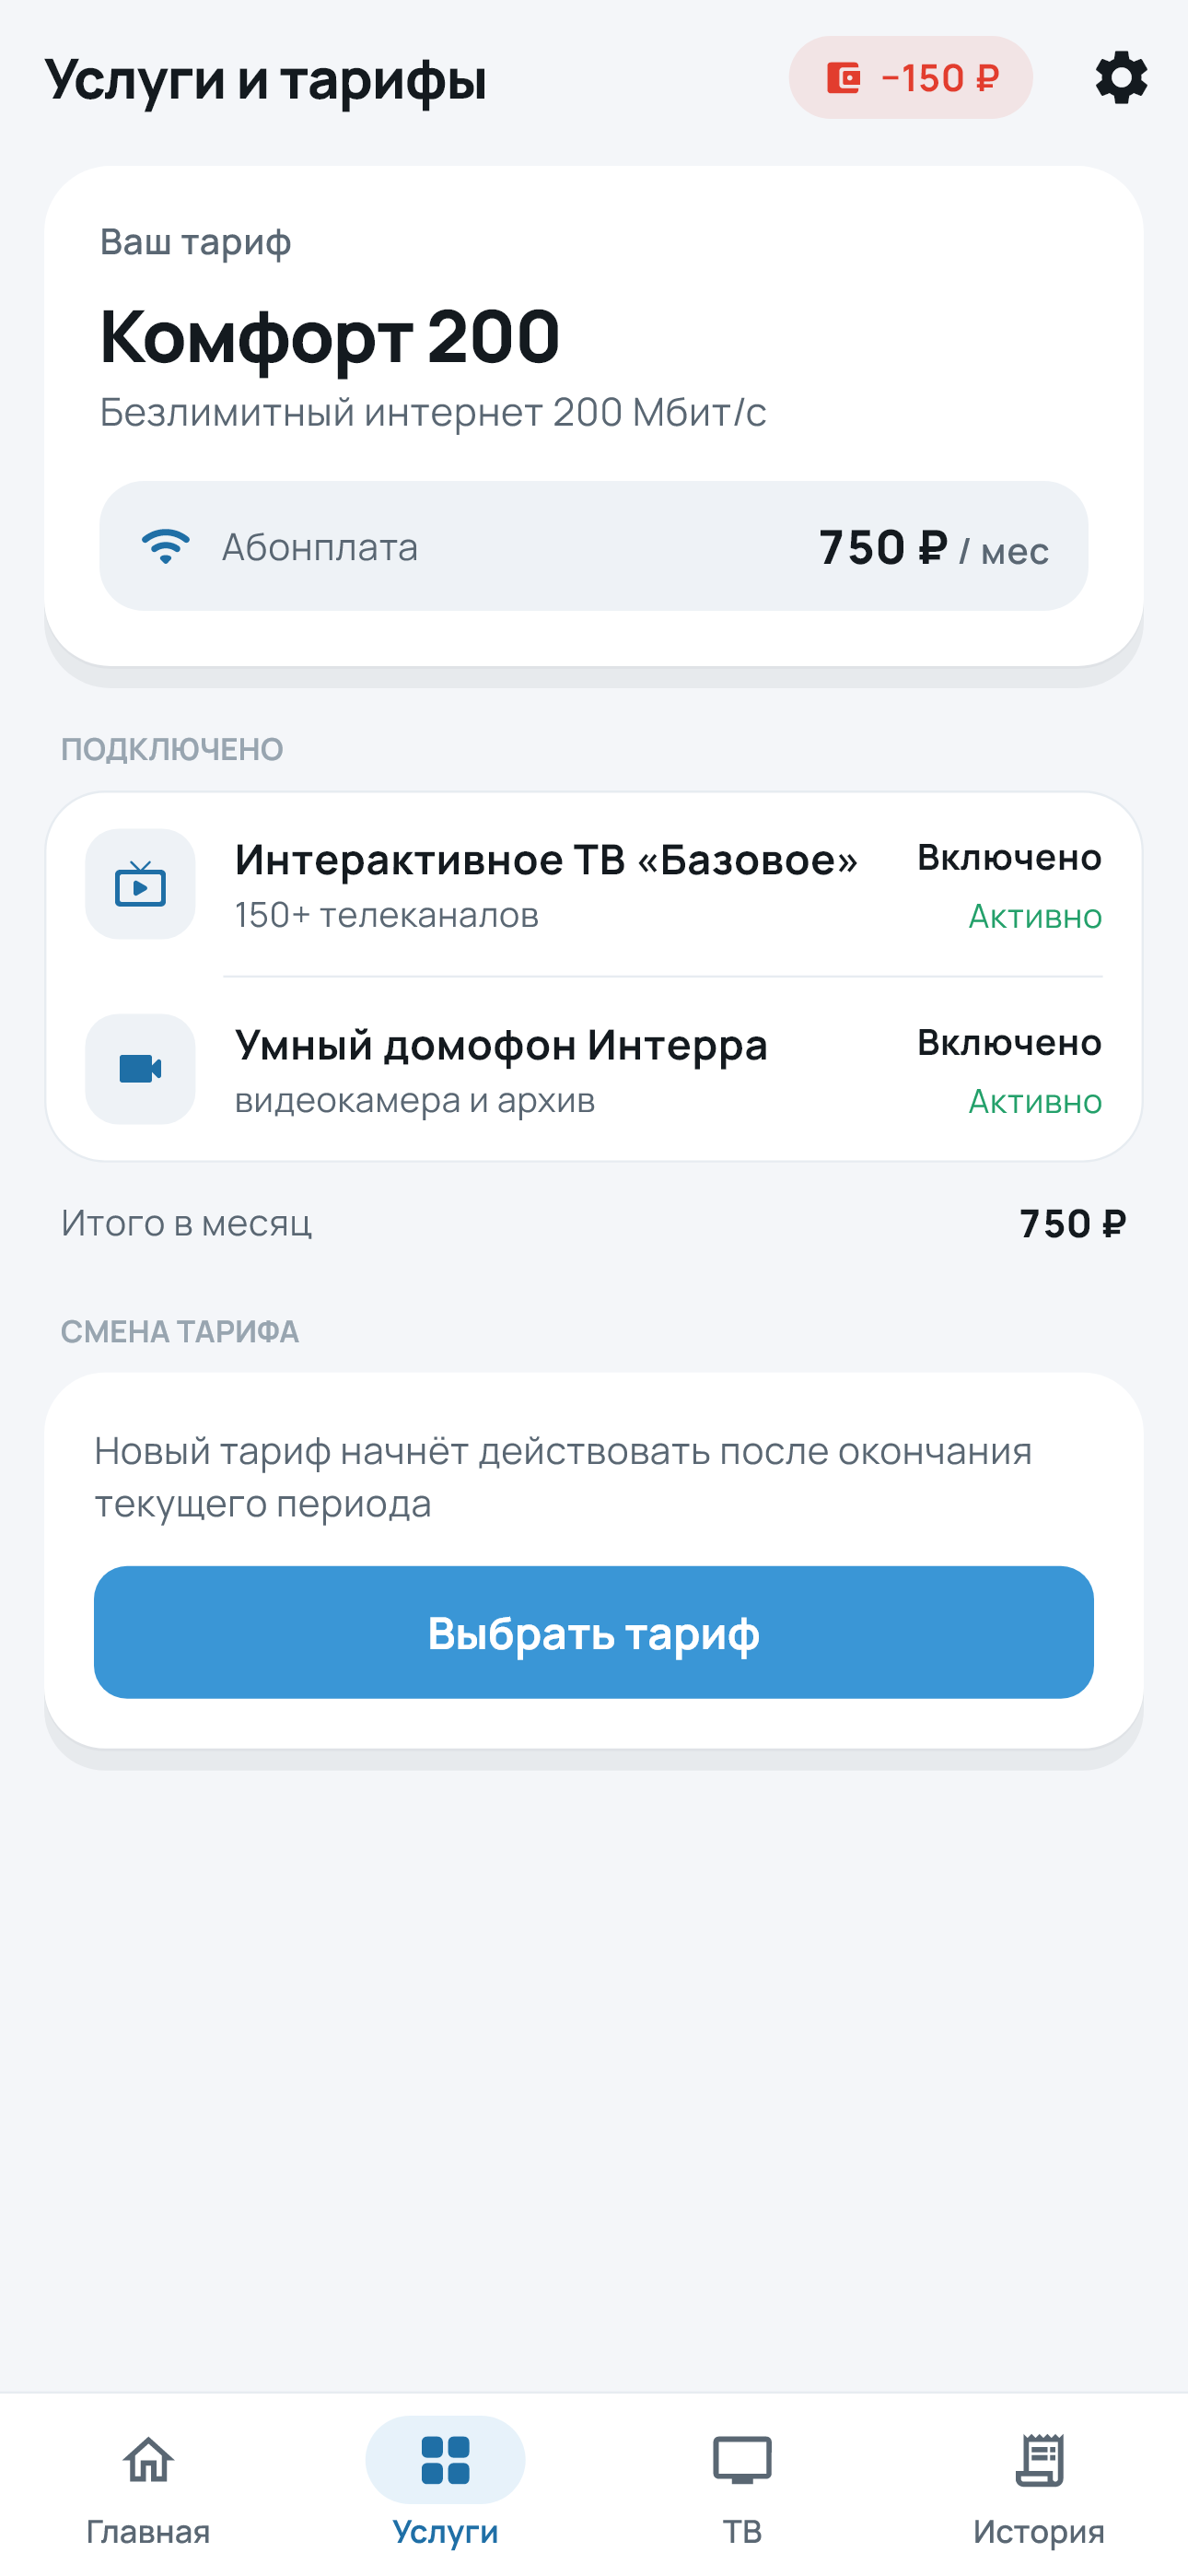 Услуги и тарифы
−150 ₽
Ваш тариф
Комфорт 200
Безлимитный интернет 200 Мбит/с
Абонплата 750 ₽ / мес
ПОДКЛЮЧЕНО
Интерактивное ТВ «Базовое» Включено
150+ телеканалов Активно
Умный домофон Интерра Включено
видеокамера и архив Активно
Итого в месяц 750 ₽
СМЕНА ТАРИФА
Новый тариф начнёт действовать после окончания
текущего периода
Выбрать тариф
Главная Услуги ТВ История